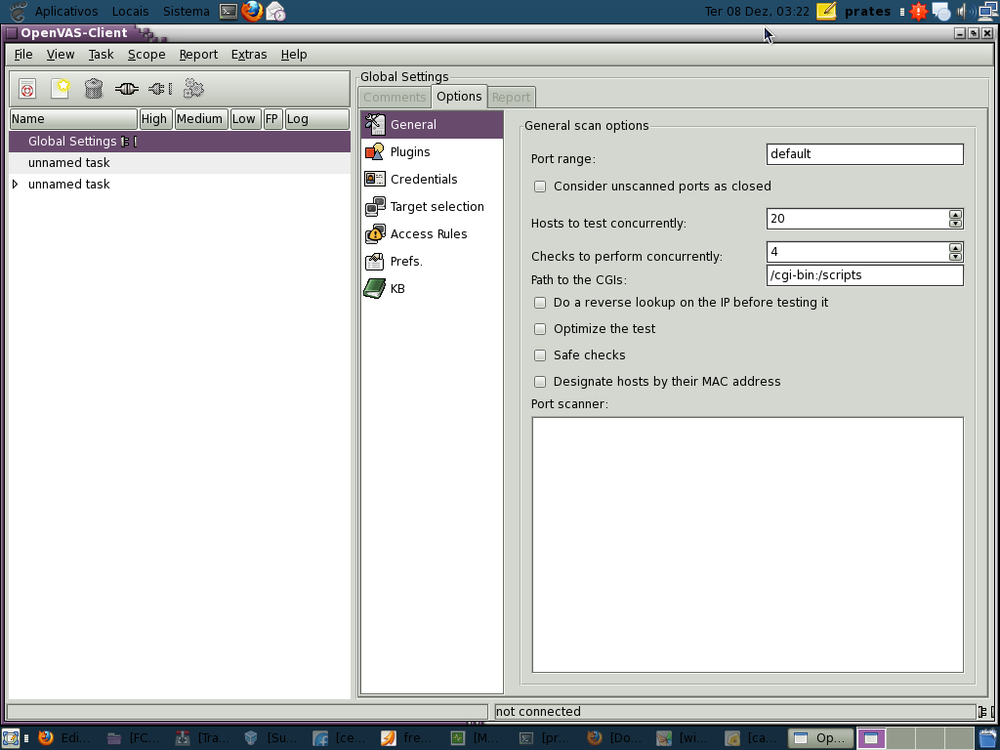 Aplicativos Locais Sistema Ter 08 Dez, 03:22 prates
OpenVAS-Client
File View Task Scope Report Extras Help
Global Settings
Comments Options Report
Name High Medium Low FP Log
Global Settings
unnamed task
unnamed task
General
Plugins
Credentials
Target selection
Access Rules
Prefs.
KB
General scan options
Port range: default
Consider unscanned ports as closed
Hosts to test concurrently: 20
Checks to perform concurrently: 4
Path to the CGIs: /cgi-bin:/scripts
Do a reverse lookup on the IP before testing it
Optimize the test
Safe checks
Designate hosts by their MAC address
Port scanner:
not connected
Edi... [FC... [Tra... [Su... [ce... fre... [M... [pr... [Do... [wi... [ca... Op...